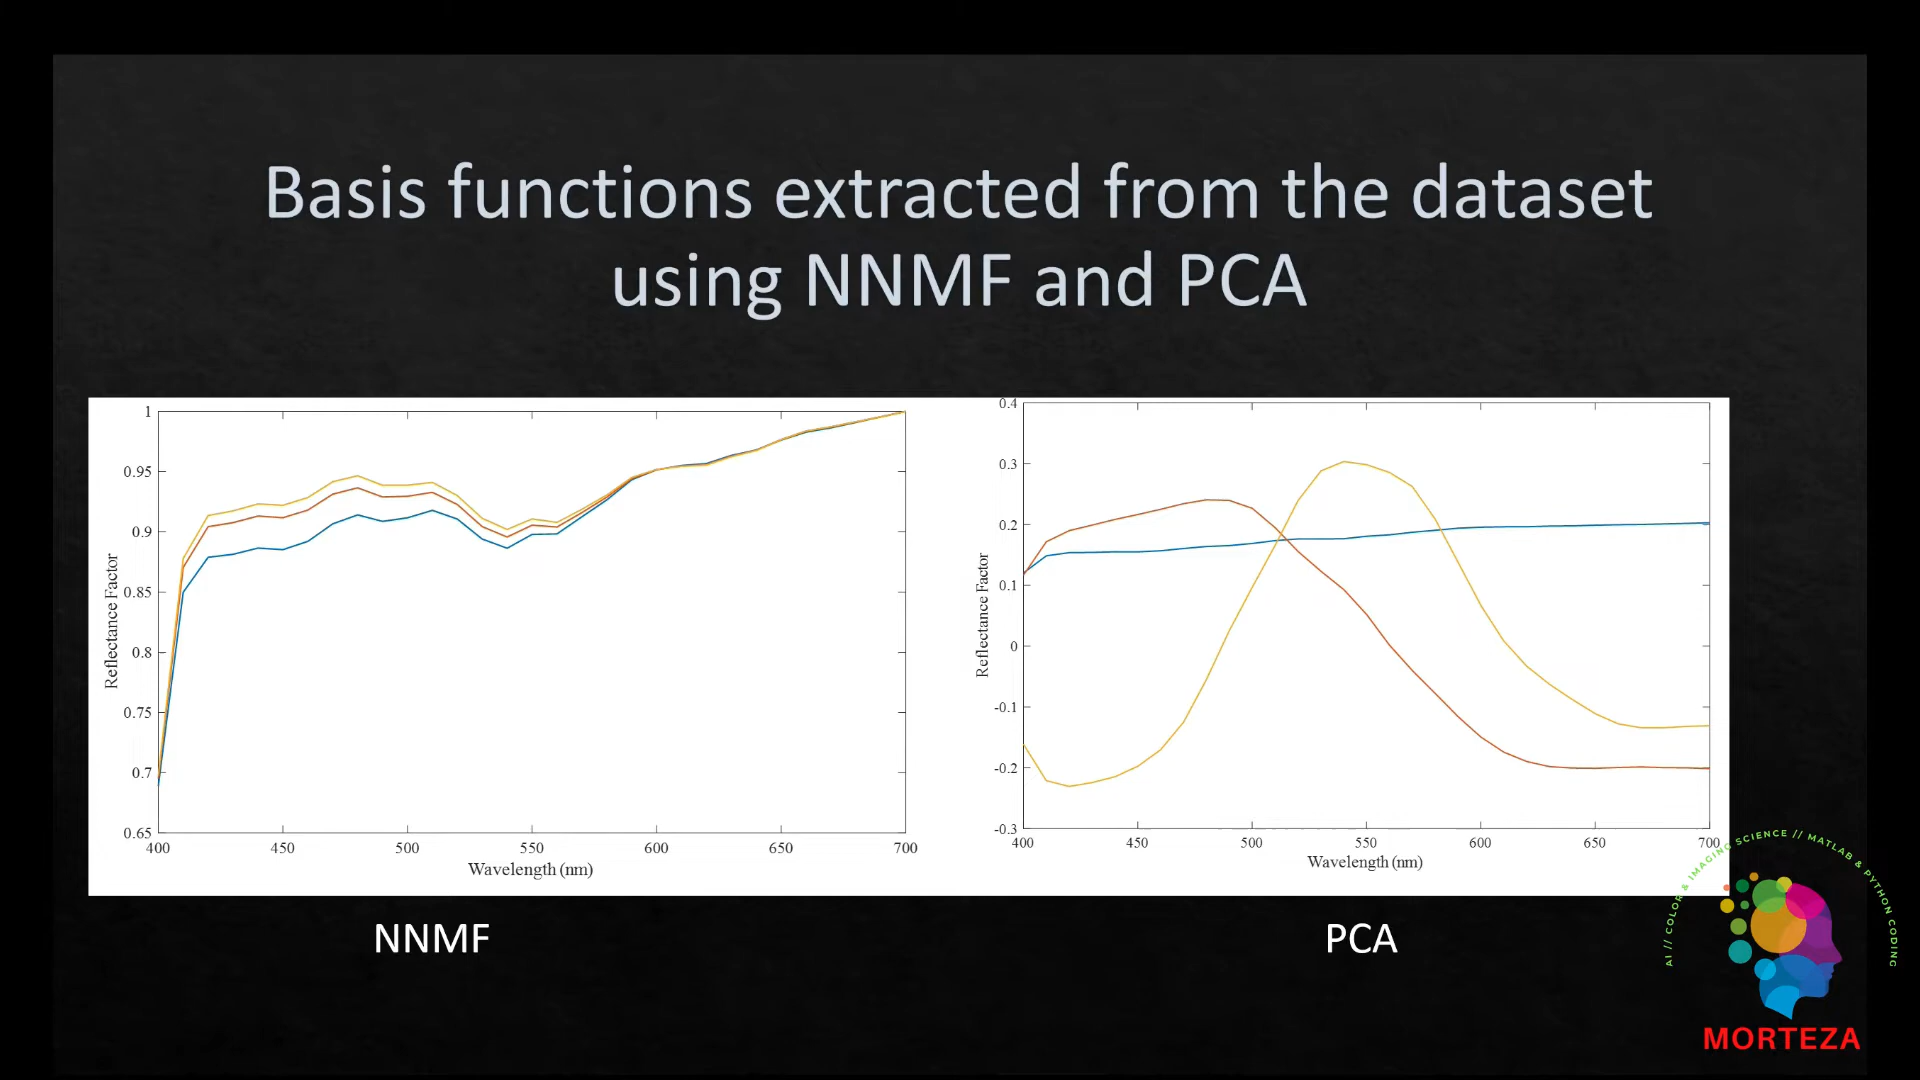 Basis functions extracted from the dataset
using NNMF and PCA
1
0.95
0.9
0.85
0.8
0.75
0.7
0.65
Reflectance Factor
400 450 500 550 600 650 700
Wavelength (nm)
NNMF
0.4
0.3
0.2
0.1
0
-0.1
-0.2
-0.3
Reflectance Factor
400 450 500 550 600 650 700
Wavelength (nm)
PCA
AI // COLOR & IMAGING SCIENCE // MATLAB & PYTHON CODING
MORTEZA